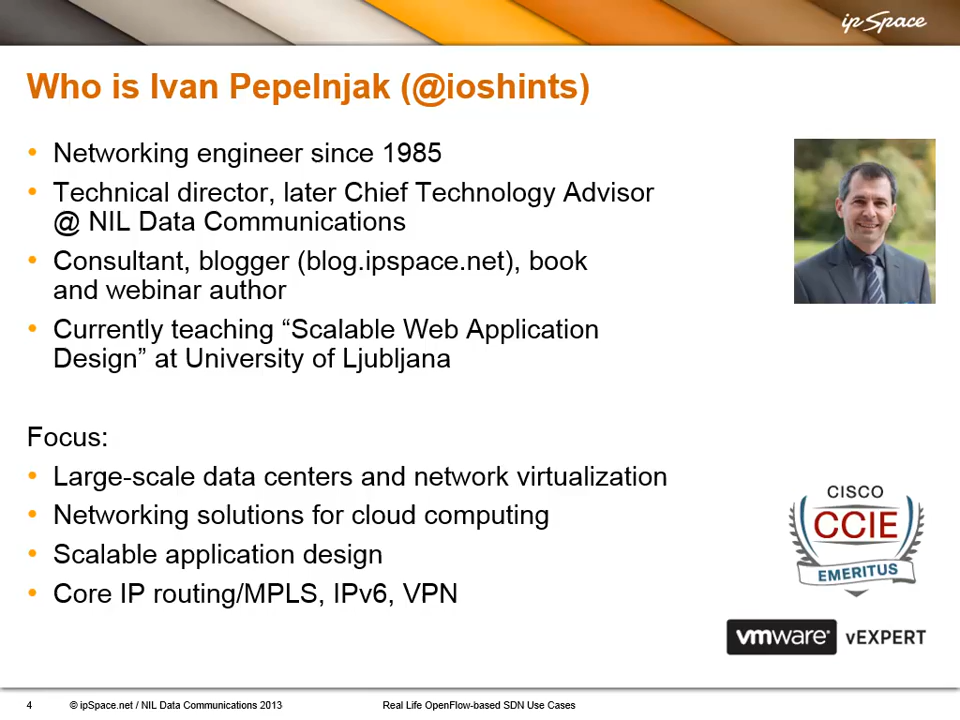 ipSpace
Who is Ivan Pepelnjak (@ioshints)
• Networking engineer since 1985
• Technical director, later Chief Technology Advisor
@ NIL Data Communications
• Consultant, blogger (blog.ipspace.net), book
and webinar author
• Currently teaching “Scalable Web Application
Design” at University of Ljubljana
Focus:
• Large-scale data centers and network virtualization
• Networking solutions for cloud computing
• Scalable application design
• Core IP routing/MPLS, IPv6, VPN
CISCO
CCIE
EMERITUS
vmware® vEXPERT
4 © ipSpace.net / NIL Data Communications 2013 Real Life OpenFlow-based SDN Use Cases